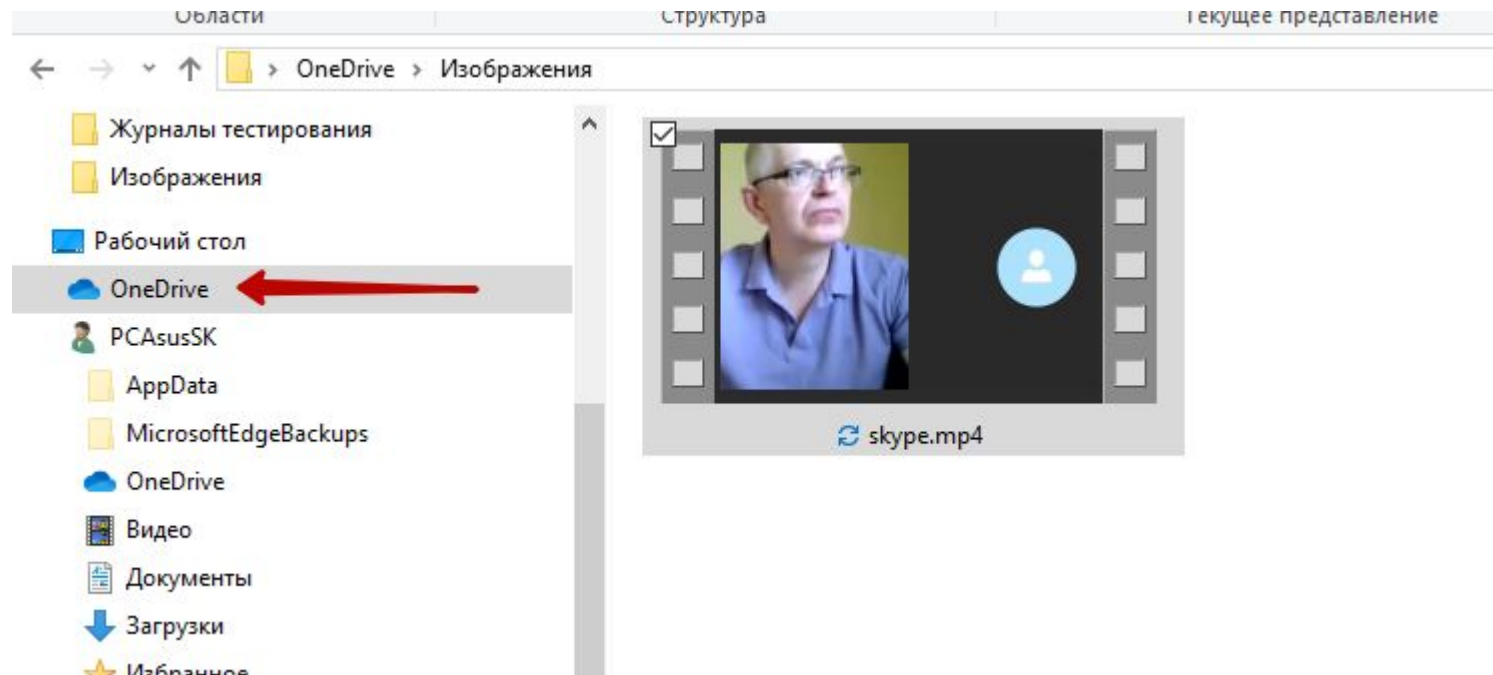 Области Структура Текущее представление
OneDrive Изображения
Журналы тестирования
Изображения
Рабочий стол
OneDrive
PCAsusSK
AppData
MicrosoftEdgeBackups
OneDrive
Видео
Документы
Загрузки
Избранное
skype.mp4